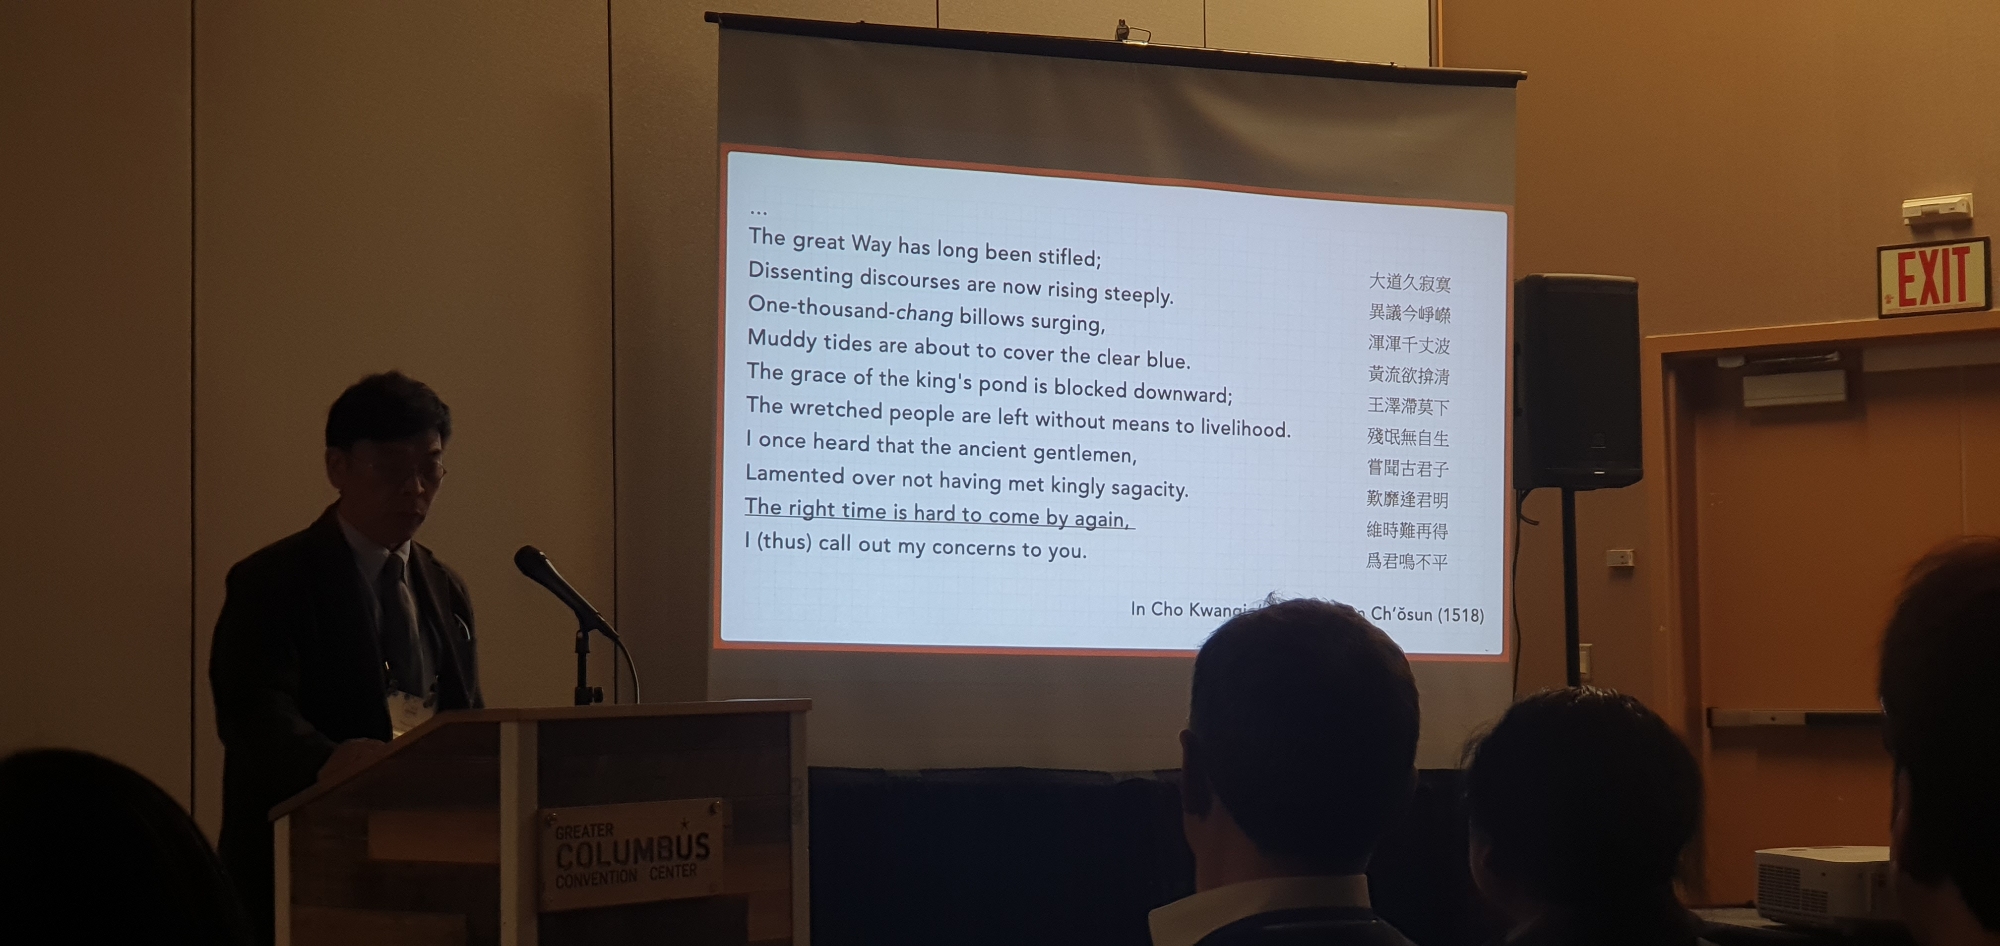 ...
The great Way has long been stifled;
Dissenting discourses are now rising steeply.
One-thousand-chang billows surging,
Muddy tides are about to cover the clear blue.
The grace of the king's pond is blocked downward;
The wretched people are left without means to livelihood.
I once heard that the ancient gentlemen,
Lamented over not having met kingly sagacity.
The right time is hard to come by again,
I (thus) call out my concerns to you.
大道久寂寞
異議今崢嶸
渾渾千丈波
黃流欲揜淸
王澤滯莫下
殘氓無自生
嘗聞古君子
歎靡逢君明
維時難再得
爲君鳴不平
In Cho Ch'ŏsun (1518)
EXIT
GREATER
COLUMBUS
CONVENTION CENTER